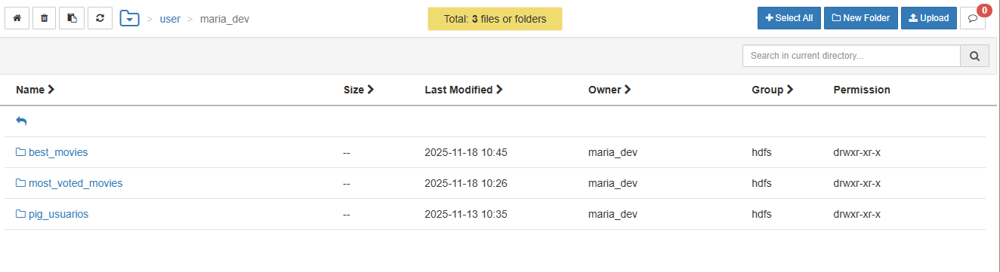 > user > maria_dev Total: 3 files or folders Select All New Folder Upload 0
Search in current directory...
Name Size Last Modified Owner Group Permission
best_movies -- 2025-11-18 10:45 maria_dev hdfs drwxr-xr-x
most_voted_movies -- 2025-11-18 10:26 maria_dev hdfs drwxr-xr-x
pig_usuarios -- 2025-11-13 10:35 maria_dev hdfs drwxr-xr-x